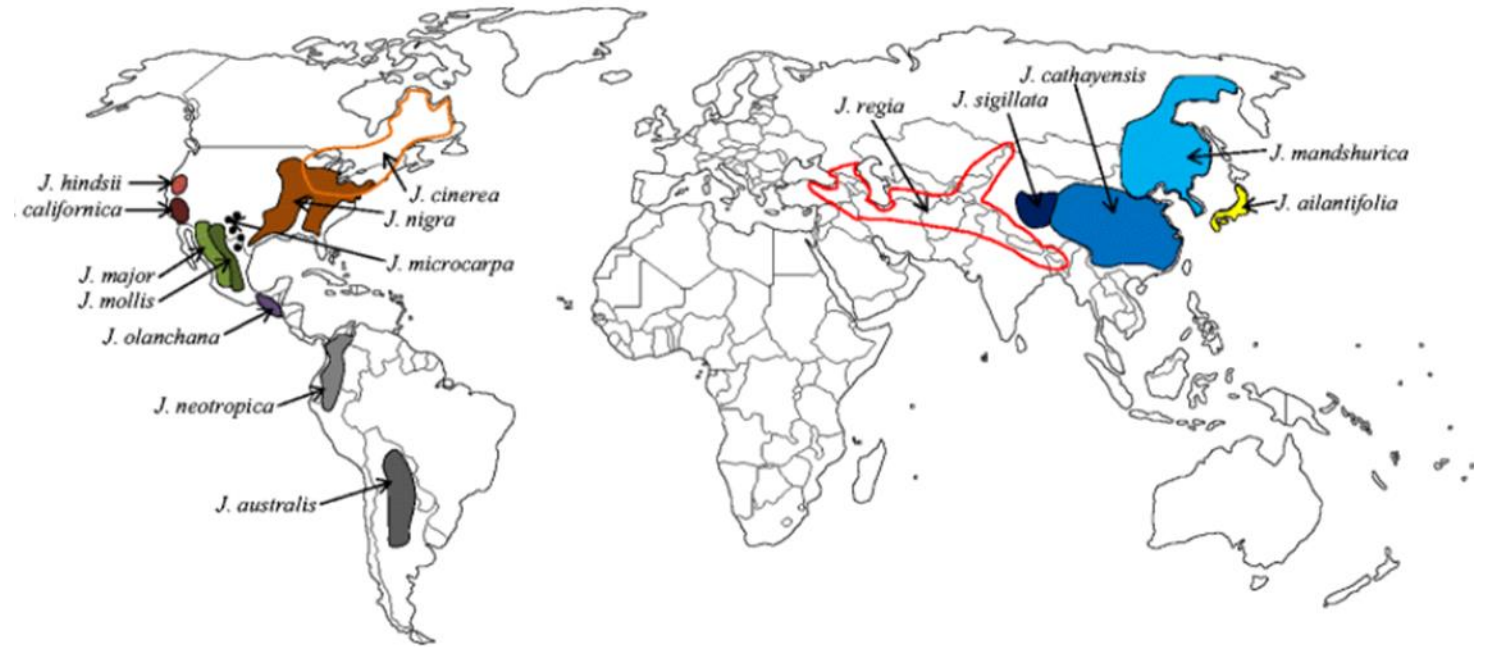 J. cathayensis
J. sigillata
J. regia
J. mandshurica
J. hindsii
J. cinerea
. californica
J. nigra
J. ailantifolia
J. microcarpa
J. major
J. mollis
J. olanchana
J. neotropica
J. australis